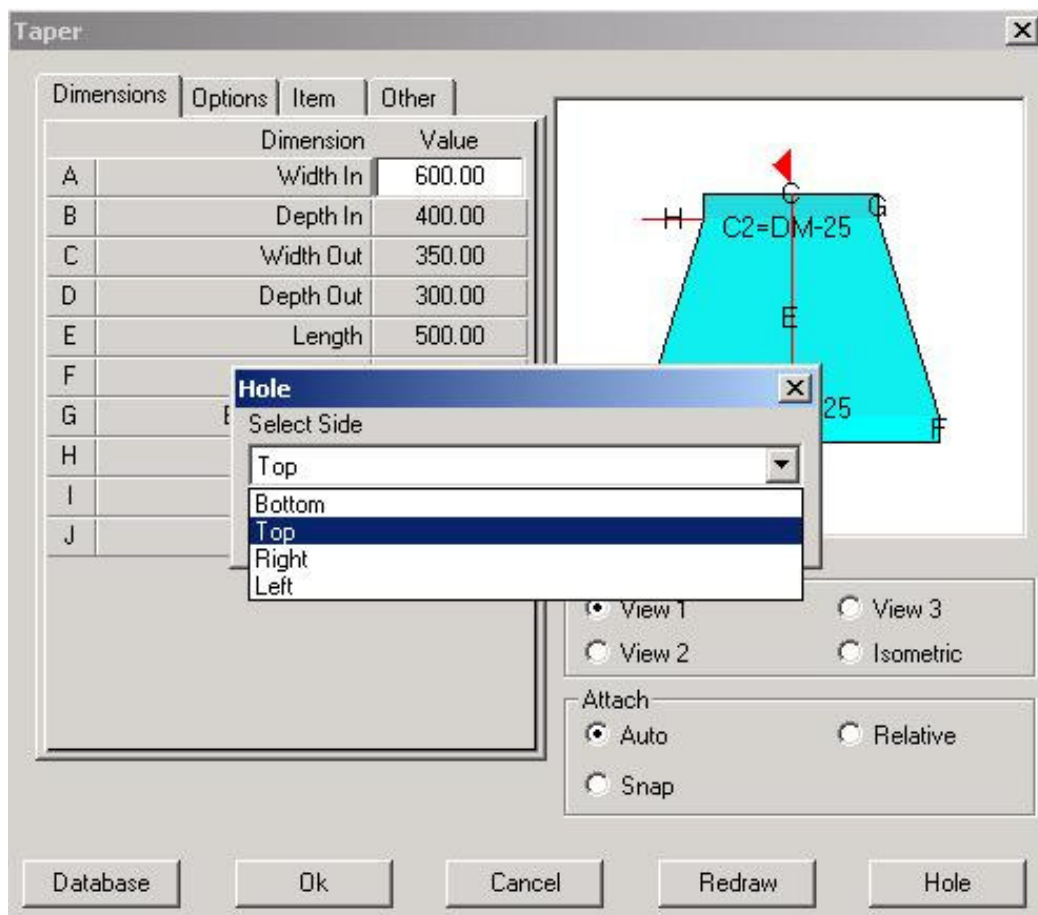 Taper
Dimensions Options Item Other
Dimension Value
A Width In 600.00
B Depth In 400.00
C Width Out 350.00
D Depth Out 300.00
E Length 500.00
F
G
H
I
J
C
G
H
C2=DM-25
E
25
F
Hole
Select Side
Top
Bottom
Top
Right
Left
View 1 View 3
View 2 Isometric
Attach
Auto Relative
Snap
Database Ok Cancel Redraw Hole